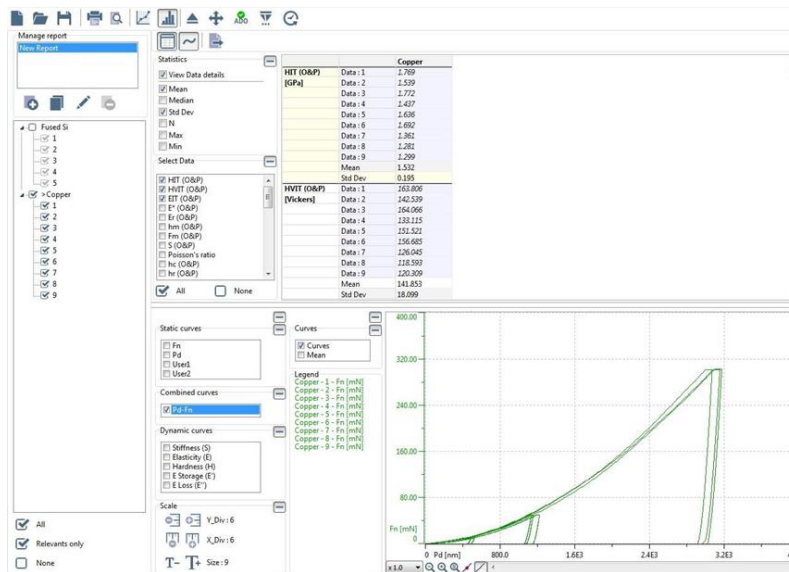 ADO
Manage report
New Report
Fused Si
1
2
3
4
5
>Copper
1
2
3
4
5
6
7
8
9
All
Relevants only
None
Statistics
View Data details
Mean
Median
Std Dev
N
Max
Min
Select Data
HIT (O&P)
HVIT (O&P)
EIT (O&P)
E* (O&P)
Er (O&P)
hm (O&P)
Fm (O&P)
S (O&P)
Poisson's ratio
hc (O&P)
hr (O&P)
All None
Copper
HIT (O&P) Data : 1 1.769
[GPa] Data : 2 1.539
Data : 3 1.772
Data : 4 1.437
Data : 5 1.636
Data : 6 1.692
Data : 7 1.361
Data : 8 1.281
Data : 9 1.299
Mean 1.532
Std Dev 0.195
HVIT (O&P) Data : 1 163.806
[Vickers] Data : 2 142.539
Data : 3 164.066
Data : 4 133.115
Data : 5 151.521
Data : 6 156.685
Data : 7 126.045
Data : 8 118.593
Data : 9 120.309
Mean 141.853
Std Dev 18.099
Static curves
Fn
Pd
User1
User2
Combined curves
Pd-Fn
Dynamic curves
Stiffness (S)
Elasticity (E)
Hardness (H)
E Storage (E')
E Loss (E'')
Scale
Y_Div : 6
X_Div : 6
T- T+ Size : 9
Curves
Curves
Mean
Legend
Copper - 1 - Fn [mN]
Copper - 2 - Fn [mN]
Copper - 3 - Fn [mN]
Copper - 4 - Fn [mN]
Copper - 5 - Fn [mN]
Copper - 6 - Fn [mN]
Copper - 7 - Fn [mN]
Copper - 8 - Fn [mN]
Copper - 9 - Fn [mN]
400.00
320.00
240.00
160.00
80.00
Fn [mN]
0
0 Pd [nm] 800.0 1.6E3 2.4E3 3.2E3
x 1.0